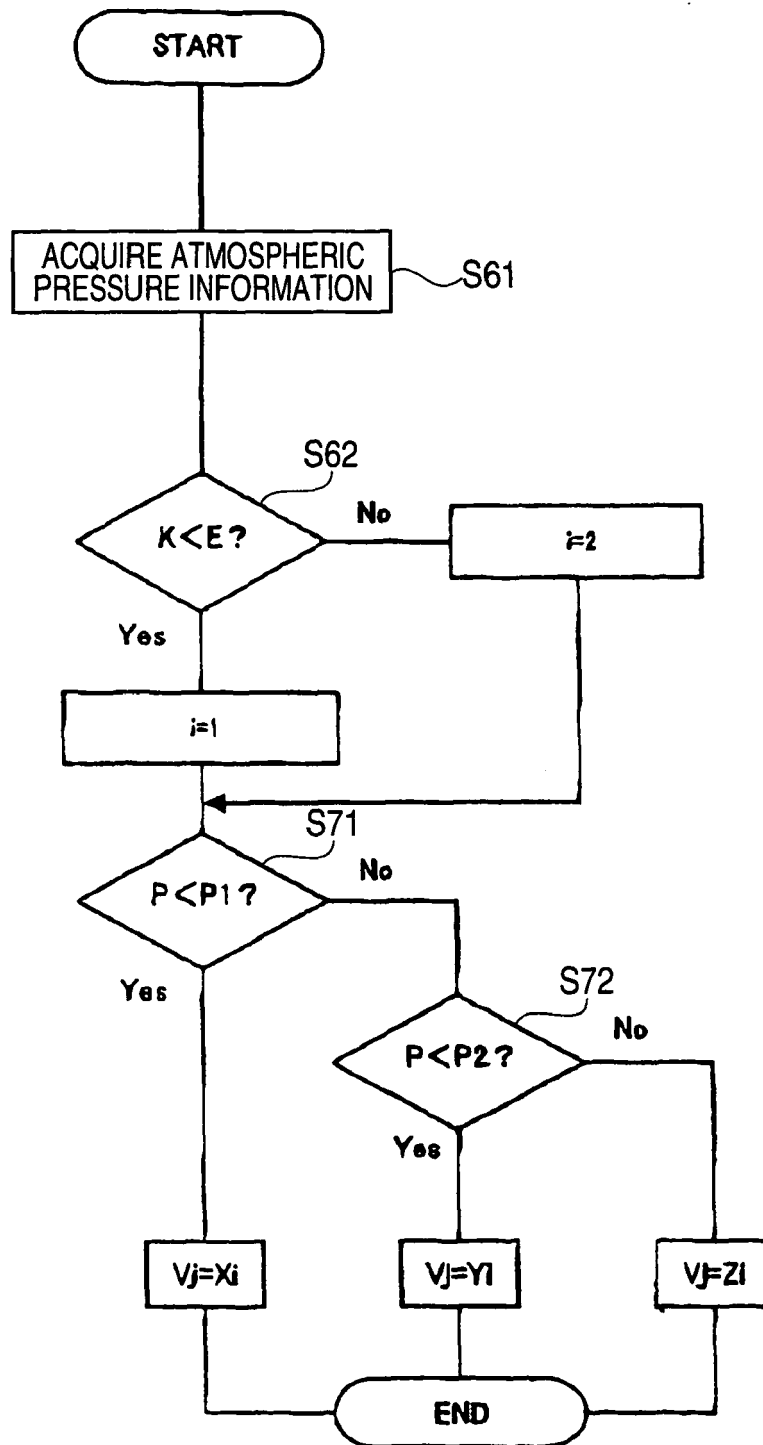 START
ACQUIRE ATMOSPHERIC
PRESSURE INFORMATION
S61
S62
K<E?
No
i=2
Yes
i=1
S71
P<P1?
No
Yes
S72
P<P2?
No
Yes
Vj=Xi
Vj=Yi
Vj=Zi
END